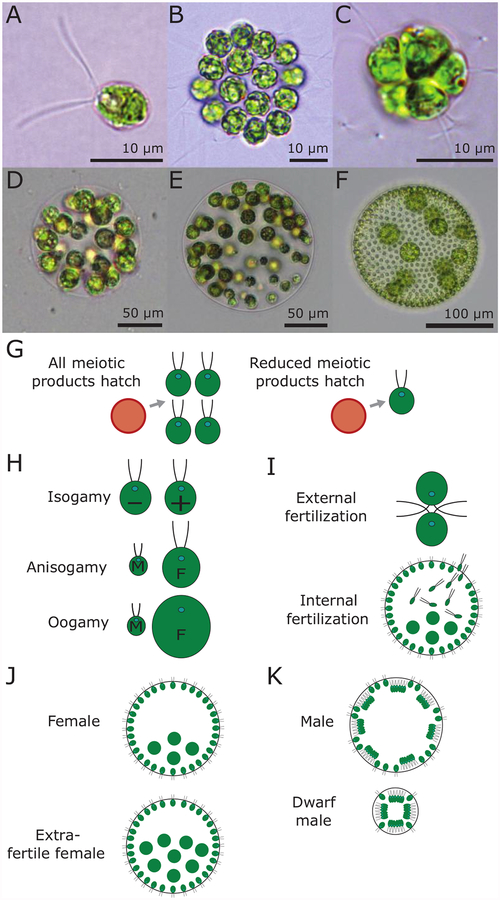 A
B
C
10 µm
10 µm
10 µm
D
E
F
50 µm
50 µm
100 µm
G
All meiotic
products hatch
Reduced meiotic
products hatch
H
Isogamy
− +
Anisogamy
M F
Oogamy
M F
I
External
fertilization
Internal
fertilization
J
Female
Extra-
fertile female
K
Male
Dwarf
male